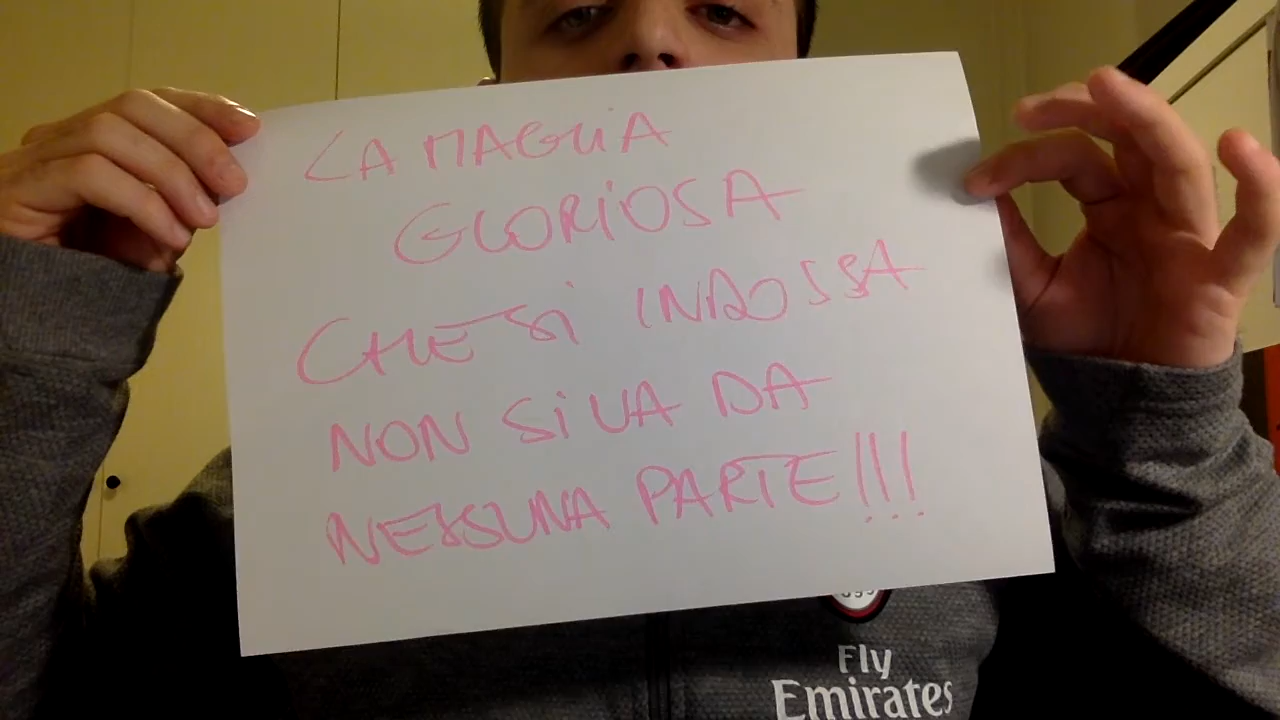 LA MAGLIA
GLORIOSA
CHE SI INDOSSA
NON SI VA DA
NESSUNA PARTE!!!
Fly
Emirates